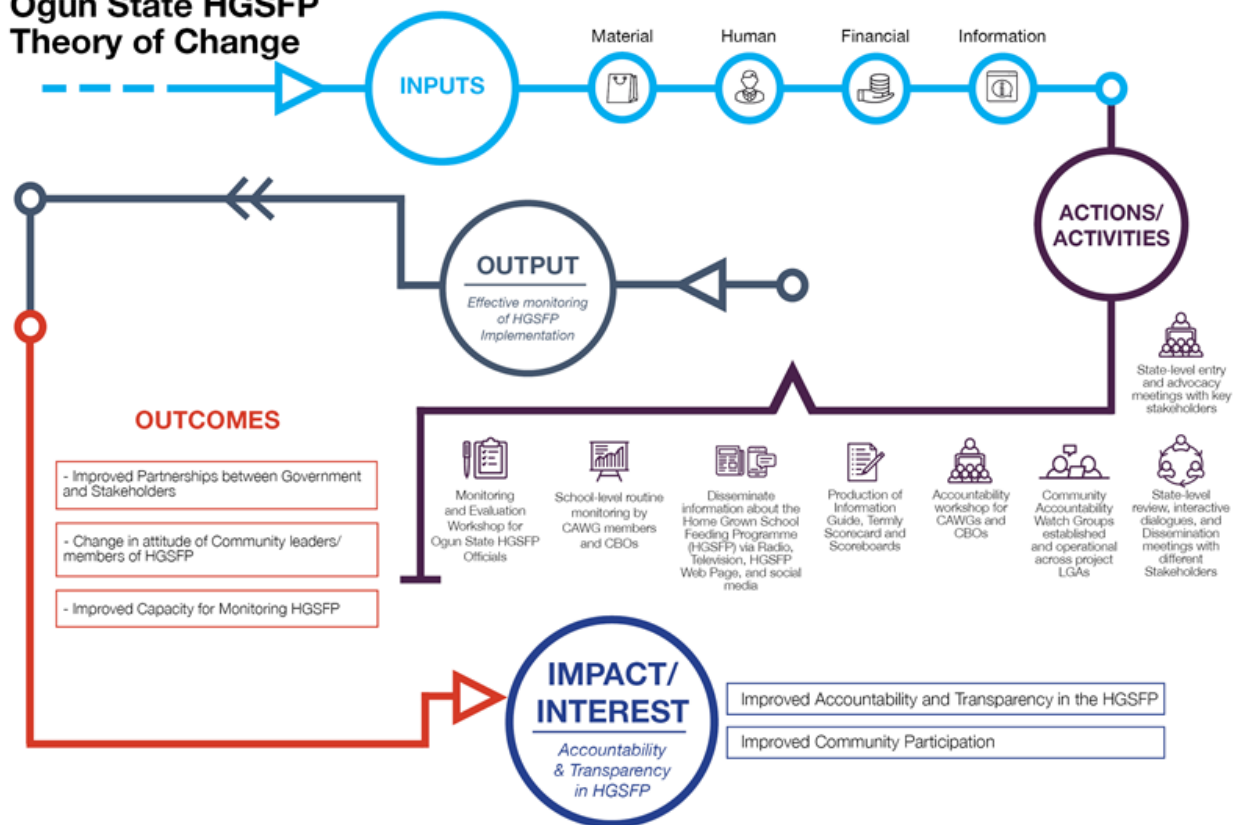 Ogun State HGSFP
Theory of Change
INPUTS
Material
Human
Financial
Information
ACTIONS/
ACTIVITIES
State-level entry
and advocacy
meetings with key
stakeholders
State-level
review, interactive
dialogues, and
Dissemination
meetings with
different
Stakeholders
Community
Accountability
Watch Groups
established
and operational
across project
LGAs
Accountability
workshop for
CAWGs and
CBOs
Production of
Information
Guide, Termly
Scorecard and
Scoreboards
Disseminate
information about the
Home Grown School
Feeding Programme
(HGSFP) via Radio,
Television, HGSFP
Web Page, and social
media
School-level routine
monitoring by
CAWG members
and CBOs
Monitoring
and Evaluation
Workshop for
Ogun State HGSFP
Officials
OUTPUT
Effective monitoring
of HGSFP
Implementation
OUTCOMES
- Improved Partnerships between Government
and Stakeholders
- Change in attitude of Community leaders/
members of HGSFP
- Improved Capacity for Monitoring HGSFP
IMPACT/
INTEREST
Accountability
& Transparency
in HGSFP
Improved Accountability and Transparency in the HGSFP
Improved Community Participation